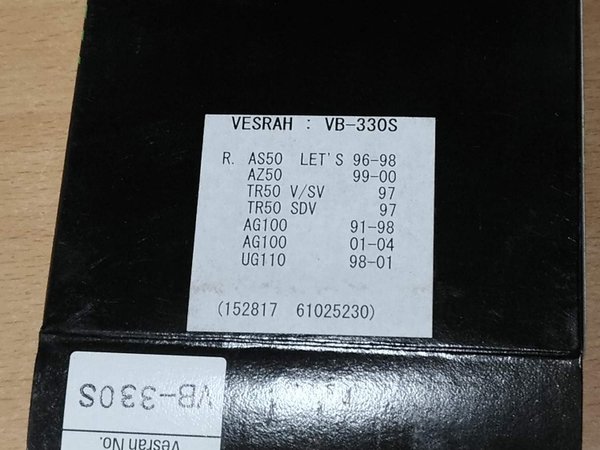 VESRAH : VB-330S
R. AS50 LET'S 96-98
AZ50 99-00
TR50 V/SV 97
TR50 SDV 97
AG100 91-98
AG100 01-04
UG110 98-01
(152817 61025230)
VB-330S
Vesrah No.